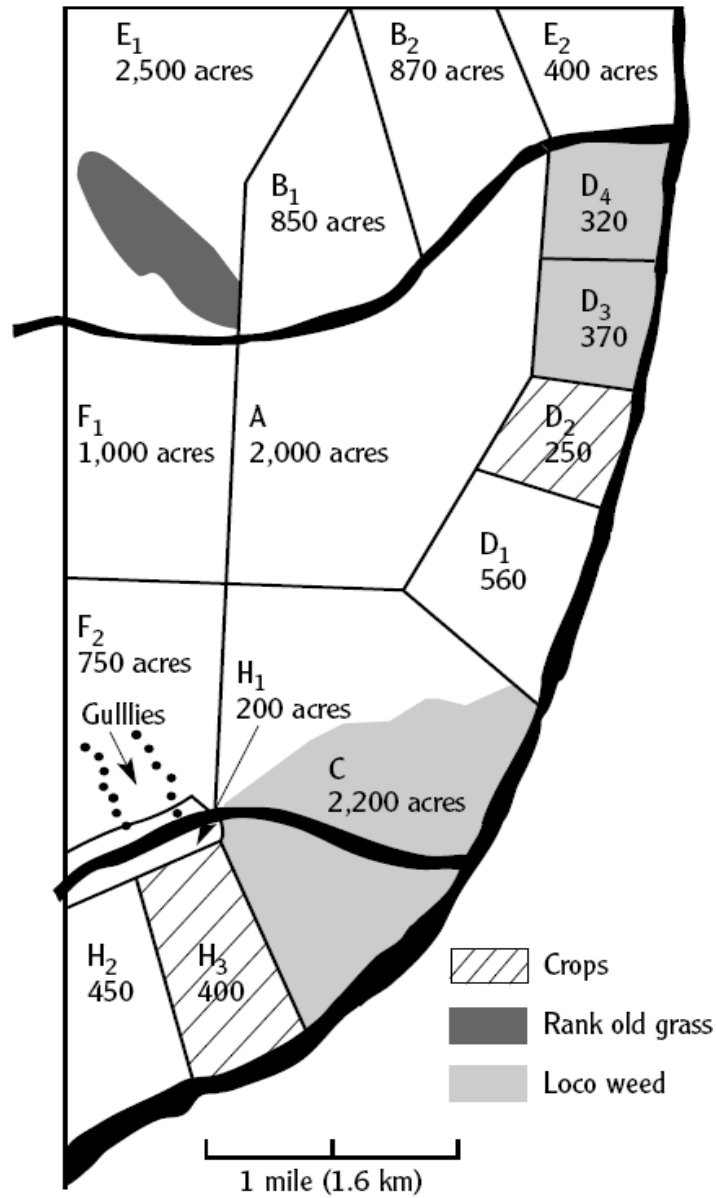 E₁
2,500 acres
B₂
870 acres
E₂
400 acres
B₁
850 acres
D₄
320
D₃
370
F₁
1,000 acres
A
2,000 acres
D₂
250
D₁
560
F₂
750 acres
H₁
200 acres
Gulllies
C
2,200 acres
H₂
450
H₃
400
Crops
Rank old grass
Loco weed
1 mile (1.6 km)